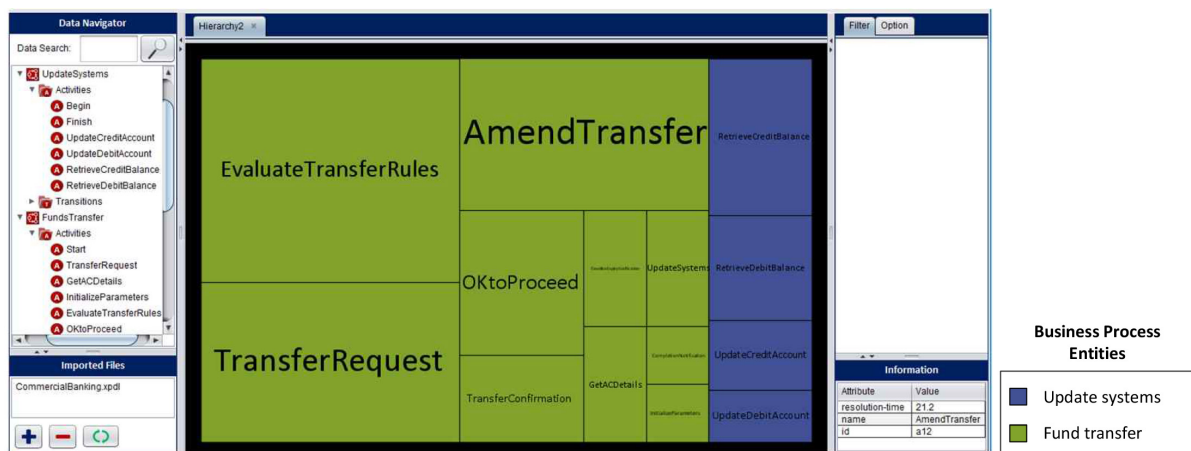 Data Navigator
Data Search:
UpdateSystems
Activities
Begin
Finish
UpdateCreditAccount
UpdateDebitAccount
RetrieveCreditBalance
RetrieveDebitBalance
Transitions
FundsTransfer
Activities
Start
TransferRequest
GetACDetails
InitializeParameters
EvaluateTransferRules
OKtoProceed
Imported Files
CommercialBanking.xpdl
Hierarchy2
EvaluateTransferRules
TransferRequest
AmendTransfer
OKtoProceed
TransferConfirmation
GetACDetails
UpdateSystems
CompletionNotification
InitializeParameters
RetrieveCreditBalance
RetrieveDebitBalance
UpdateCreditAccount
UpdateDebitAccount
Filter Option
Information
Attribute Value
resolution-time 21.2
name AmendTransfer
id a12
Business Process
Entities
Update systems
Fund transfer